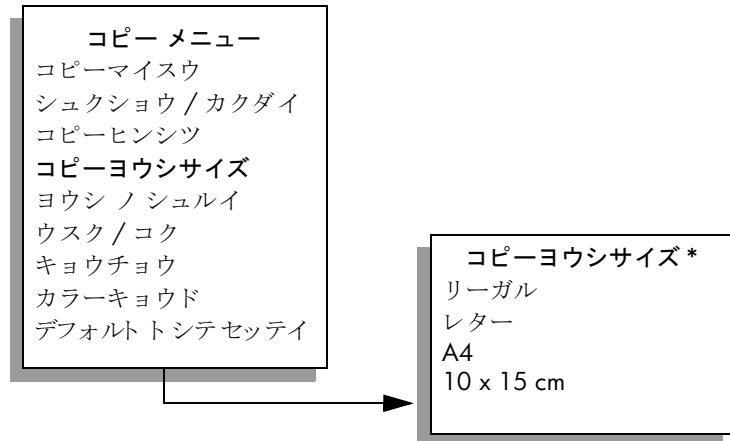 コピー メニュー
コピーマイスウ
シュクショウ / カクダイ
コピーヒンシツ
コピーヨウシサイズ
ヨウシ ノ シュルイ
ウスク / コク
キョウチョウ
カラーキョウド
デフォルト ト シテ セッテイ
コピーヨウシサイズ *
リーガル
レター
A4
10 x 15 cm